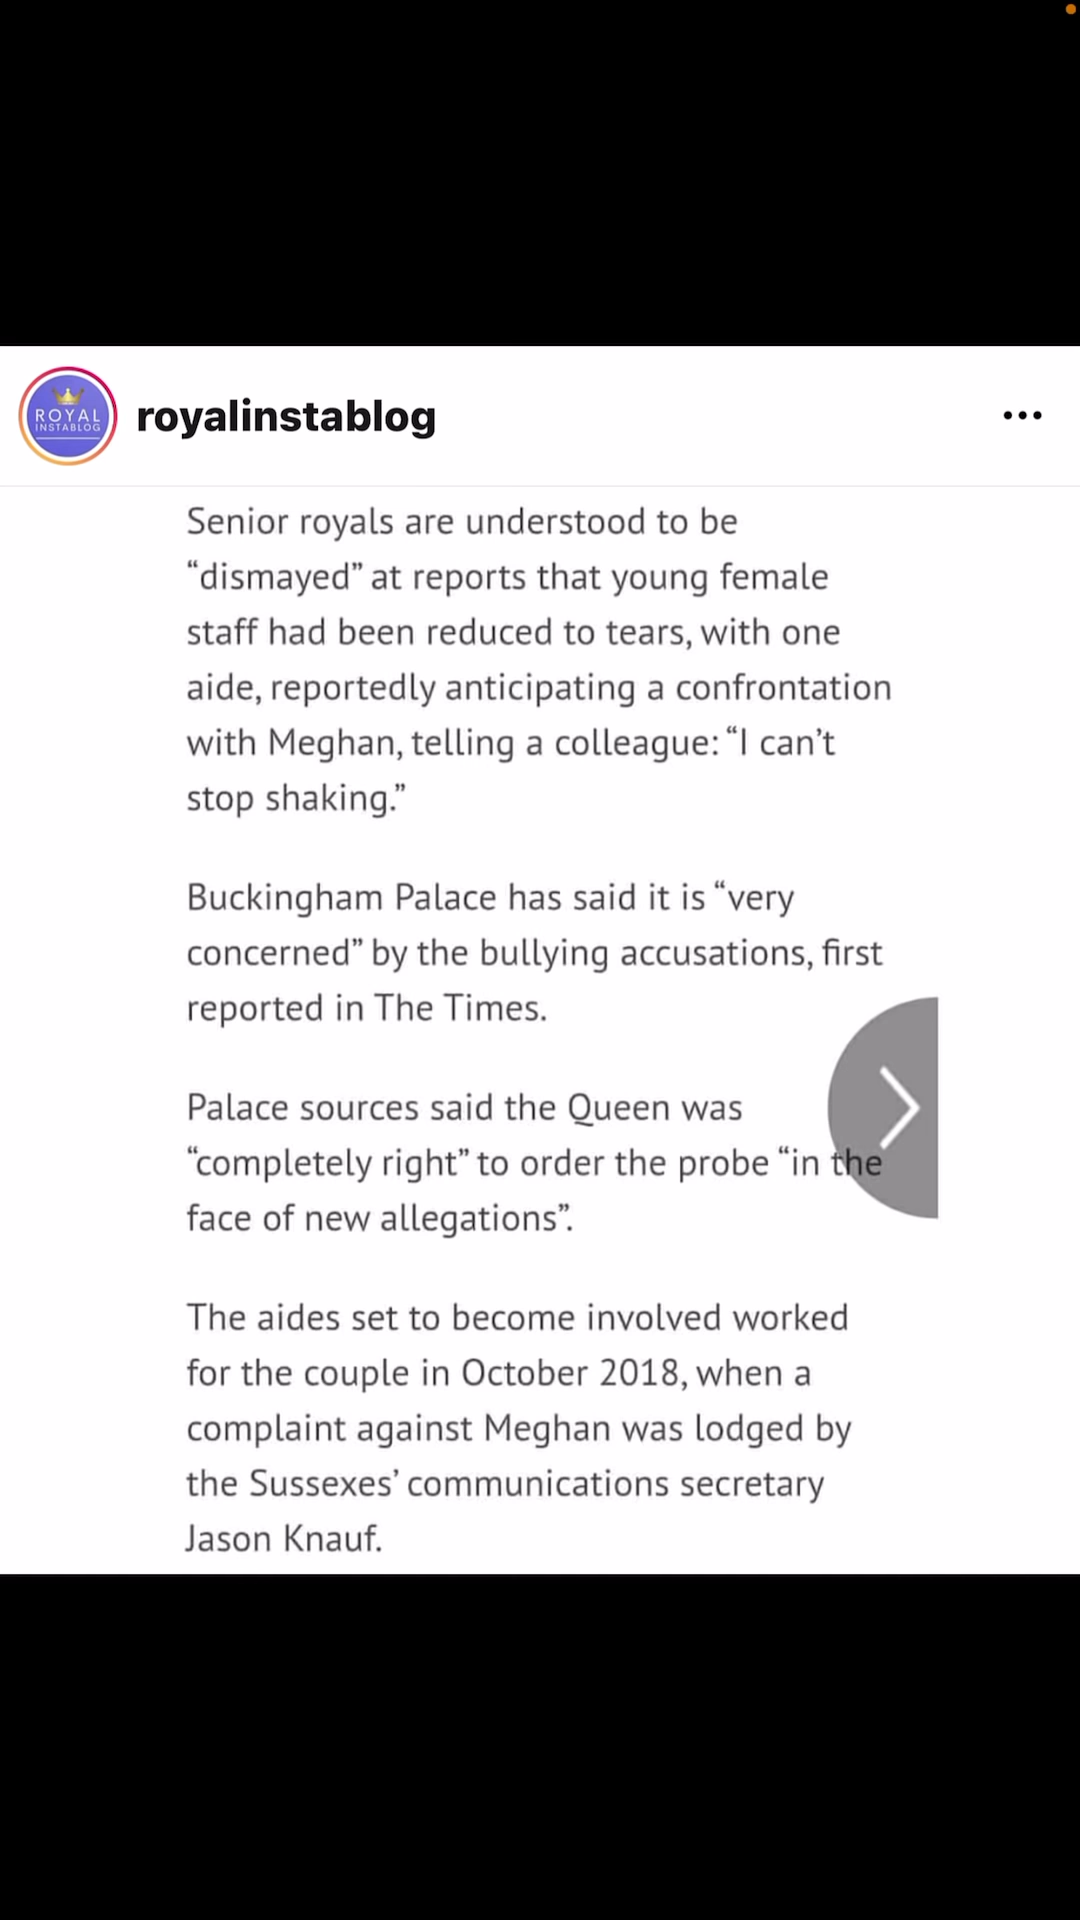 ROYAL
INSTABLOG
royalinstablog
Senior royals are understood to be
“dismayed” at reports that young female
staff had been reduced to tears, with one
aide, reportedly anticipating a confrontation
with Meghan, telling a colleague: “I can’t
stop shaking.”
Buckingham Palace has said it is “very
concerned” by the bullying accusations, first
reported in The Times.
Palace sources said the Queen was
“completely right” to order the probe “in the
face of new allegations”.
The aides set to become involved worked
for the couple in October 2018, when a
complaint against Meghan was lodged by
the Sussexes’ communications secretary
Jason Knauf.